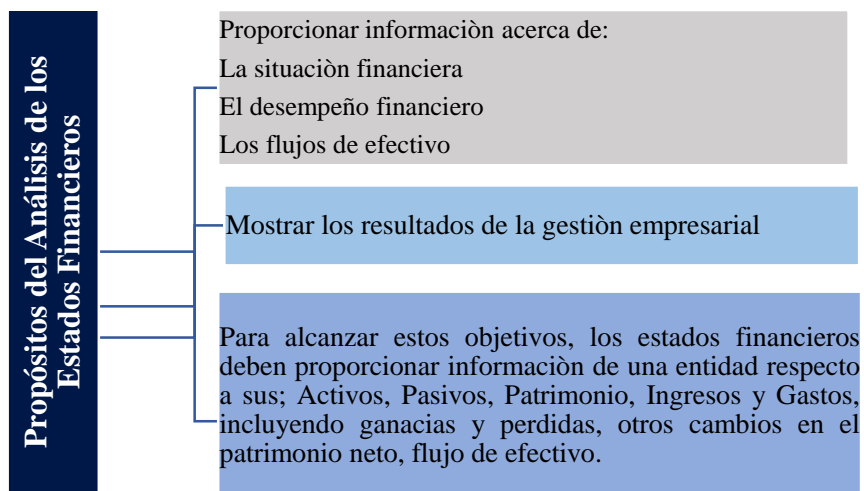 Propósitos del Análisis de los
Estados Financieros
Proporcionar informaciòn acerca de:
La situaciòn financiera
El desempeño financiero
Los flujos de efectivo
Mostrar los resultados de la gestiòn empresarial
Para alcanzar estos objetivos, los estados financieros
deben proporcionar informaciòn de una entidad respecto
a sus; Activos, Pasivos, Patrimonio, Ingresos y Gastos,
incluyendo ganacias y perdidas, otros cambios en el
patrimonio neto, flujo de efectivo.